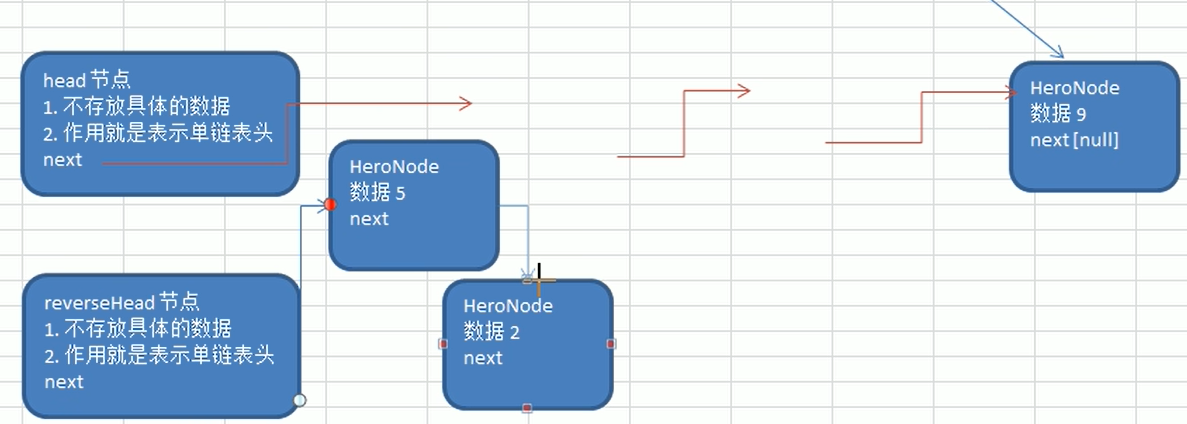 head 节点
1. 不存放具体的数据
2. 作用就是表示单链表头
next
HeroNode
数据 5
next
HeroNode
数据 9
next [null]
reverseHead 节点
1. 不存放具体的数据
2. 作用就是表示单链表头
next
HeroNode
数据 2
next